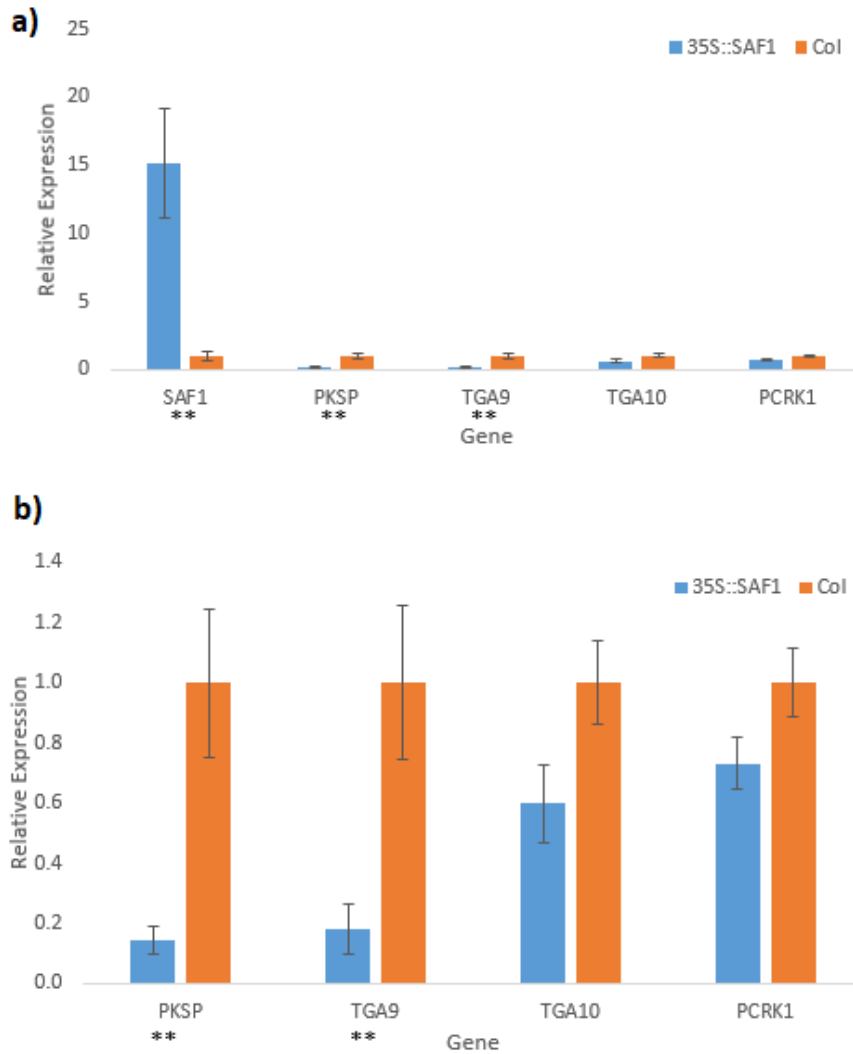 a)
25
35S::SAF1 Col
20
15
10
5
0
Relative Expression
SAF1 PKSP TGA9 TGA10 PCRK1
** ** **
Gene
b)
1.4
35S::SAF1 Col
1.2
1.0
0.8
0.6
0.4
0.2
0.0
Relative Expression
PKSP TGA9 TGA10 PCRK1
** **
Gene